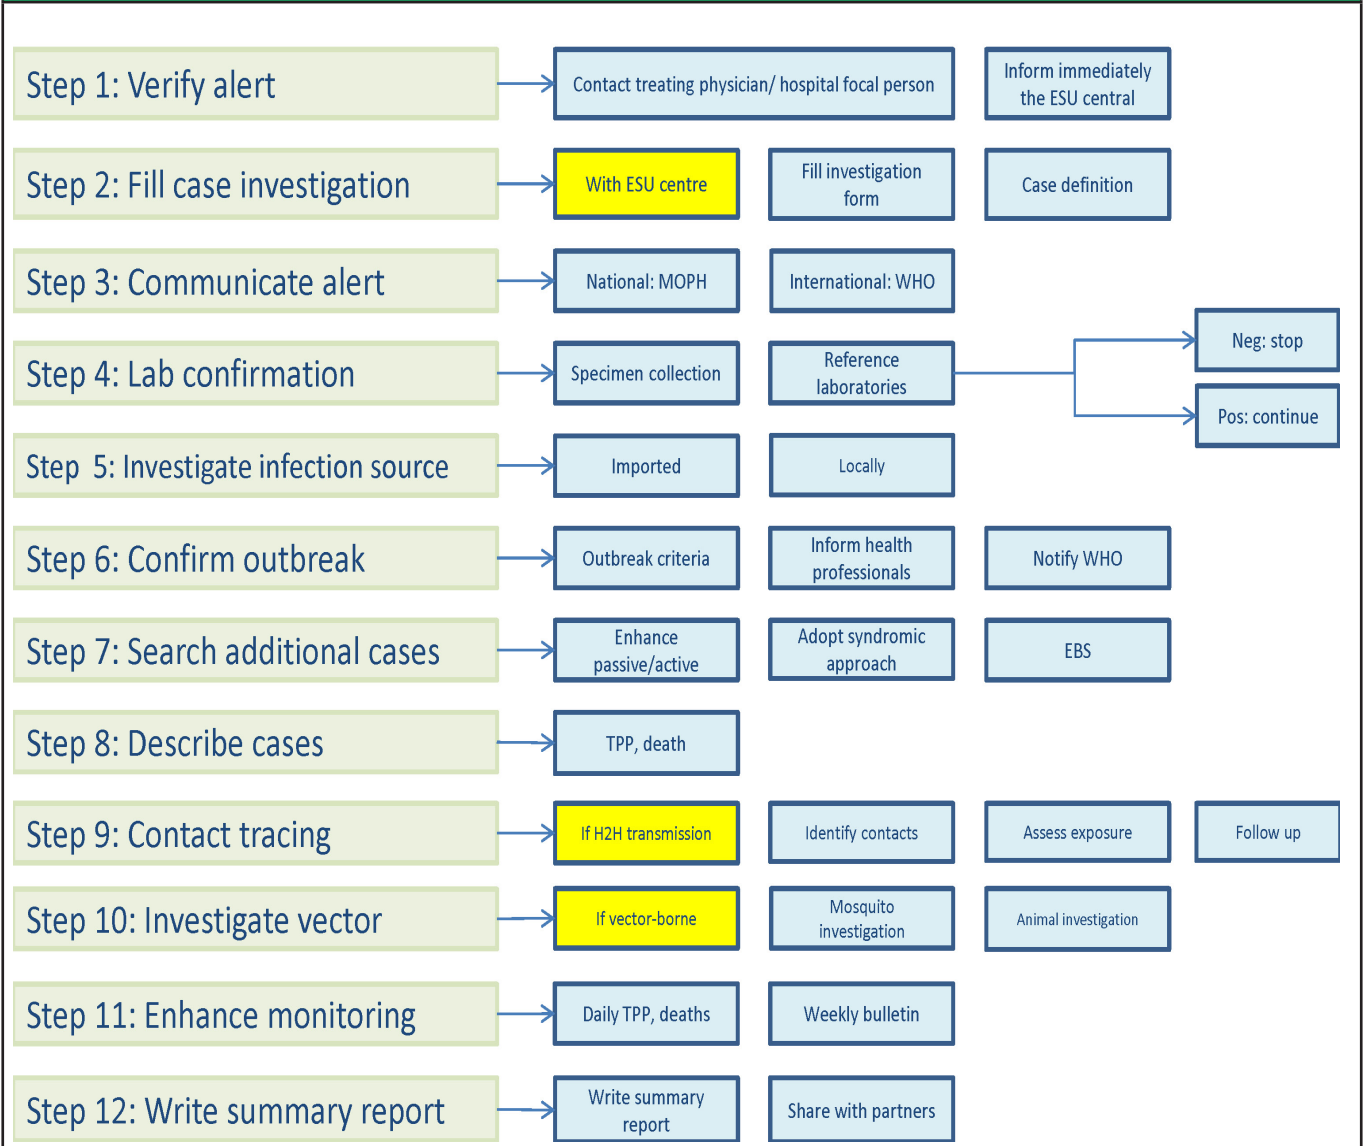 Step 1: Verify alert
Contact treating physician/ hospital focal person
Inform immediately
the ESU central
Step 2: Fill case investigation
With ESU centre
Fill investigation
form
Case definition
Step 3: Communicate alert
National: MOPH
International: WHO
Step 4: Lab confirmation
Specimen collection
Reference
laboratories
Neg: stop
Pos: continue
Step  5: Investigate infection source
Imported
Locally
Step 6: Confirm outbreak
Outbreak criteria
Inform health
professionals
Notify WHO
Step 7: Search additional cases
Enhance
passive/active
Adopt syndromic
approach
EBS
Step 8: Describe cases
TPP, death
Step 9: Contact tracing
If H2H transmission
Identify contacts
Assess exposure
Follow up
Step 10: Investigate vector
If vector-borne
Mosquito
investigation
Animal investigation
Step 11: Enhance monitoring
Daily TPP, deaths
Weekly bulletin
Step 12: Write summary report
Write summary
report
Share with partners